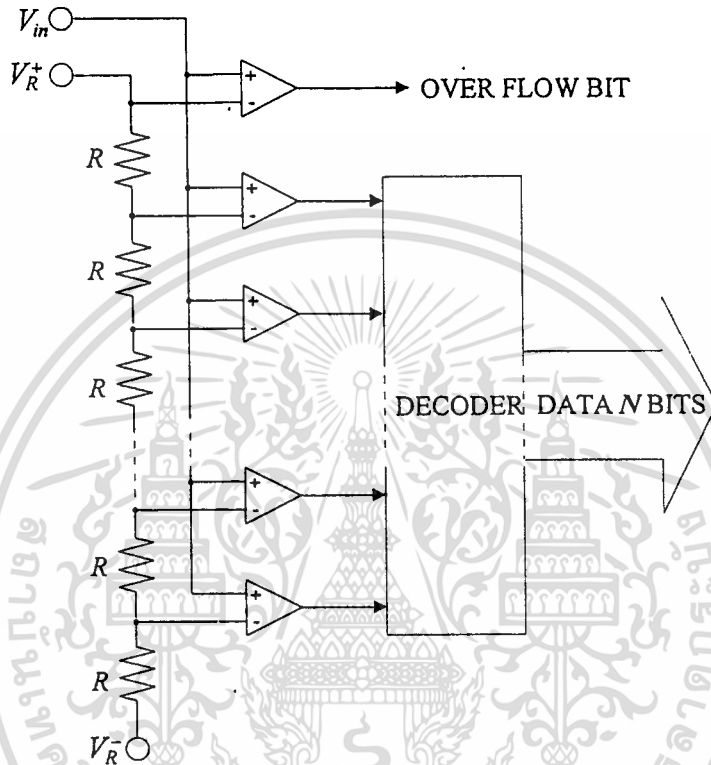 V_in
V_R^+
+
-
OVER FLOW BIT
R
+
-
R
+
-
R
DECODER DATA N BITS
+
-
R
+
-
R
V_R^-